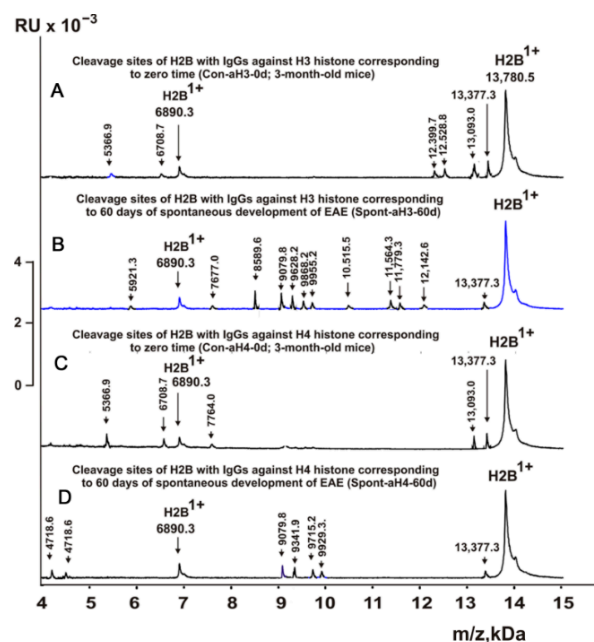 RU × 10⁻³
A
Cleavage sites of H2B with IgGs against H3 histone corresponding
to zero time (Con-aH3-0d; 3-month-old mice)
5366.9
6708.7
H2B1+
6890.3
12.399.7
12.528.8
13,093.0
13,377.3
H2B1+
13,780.5
B
Cleavage sites of H2B with IgGs against H3 histone corresponding
to 60 days of spontaneous development of EAE (Spont-aH3-60d)
5921.3
H2B1+
6890.3
7677.0
8589.6
9079.8
9628.2
9868.2
9955.2
10.515.5
11,564.3
11,779.3
12,142.6
13,377.3
H2B1+
4
2
0
C
Cleavage sites of H2B with IgGs against H4 histone corresponding
to zero time (Con-aH4-0d; 3-month-old mice)
5366.9
6708.7
H2B1+
6890.3
7764.0
13,093.0
13,377.3
H2B1+
D
Cleavage sites of H2B with IgGs against H4 histone corresponding
to 60 days of spontaneous development of EAE (Spont-aH4-60d)
4718.6
4718.6
H2B1+
6890.3
9079.8
9341.9
9715.2
9929.3.
13,377.3
H2B1+
4 5 6 7 8 9 10 11 12 13 14 15
m/z,kDa